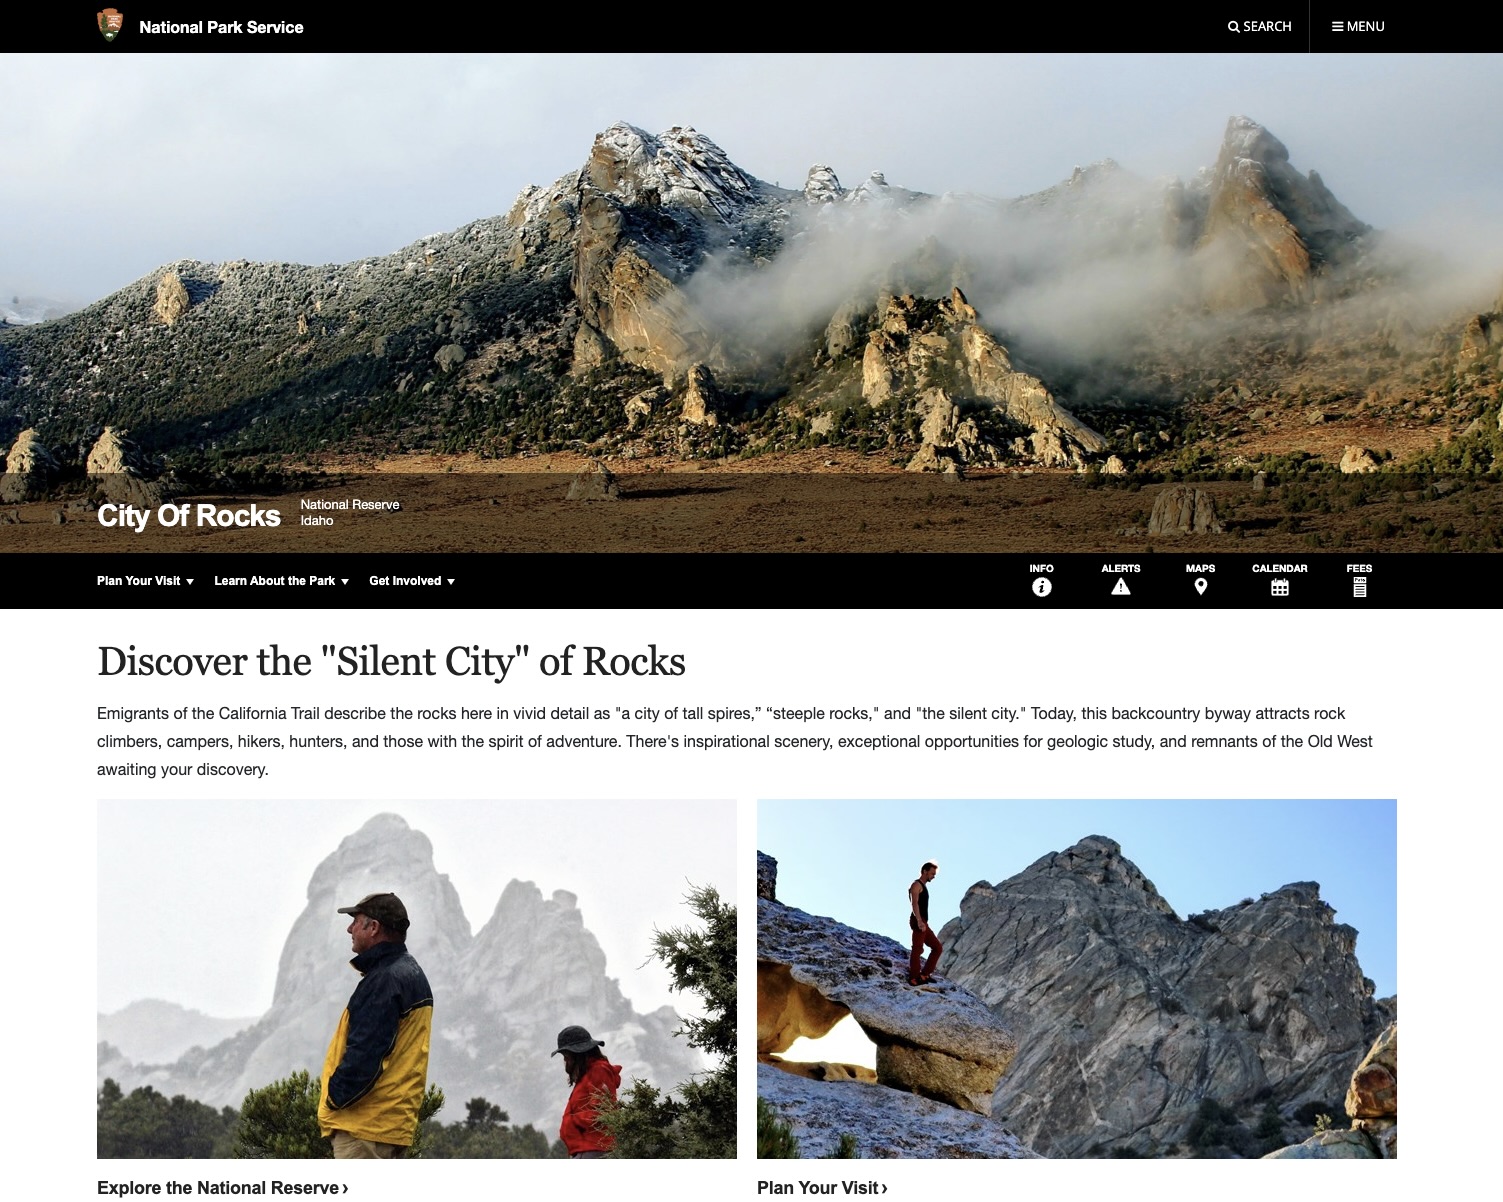 National Park Service
SEARCH
MENU
City Of Rocks
National Reserve
Idaho
Plan Your Visit
Learn About the Park
Get Involved
INFO
ALERTS
MAPS
CALENDAR
FEES
Discover the "Silent City" of Rocks
Emigrants of the California Trail describe the rocks here in vivid detail as "a city of tall spires,” “steeple rocks," and "the silent city." Today, this backcountry byway attracts rock
climbers, campers, hikers, hunters, and those with the spirit of adventure. There's inspirational scenery, exceptional opportunities for geologic study, and remnants of the Old West
awaiting your discovery.
Explore the National Reserve ›
Plan Your Visit ›